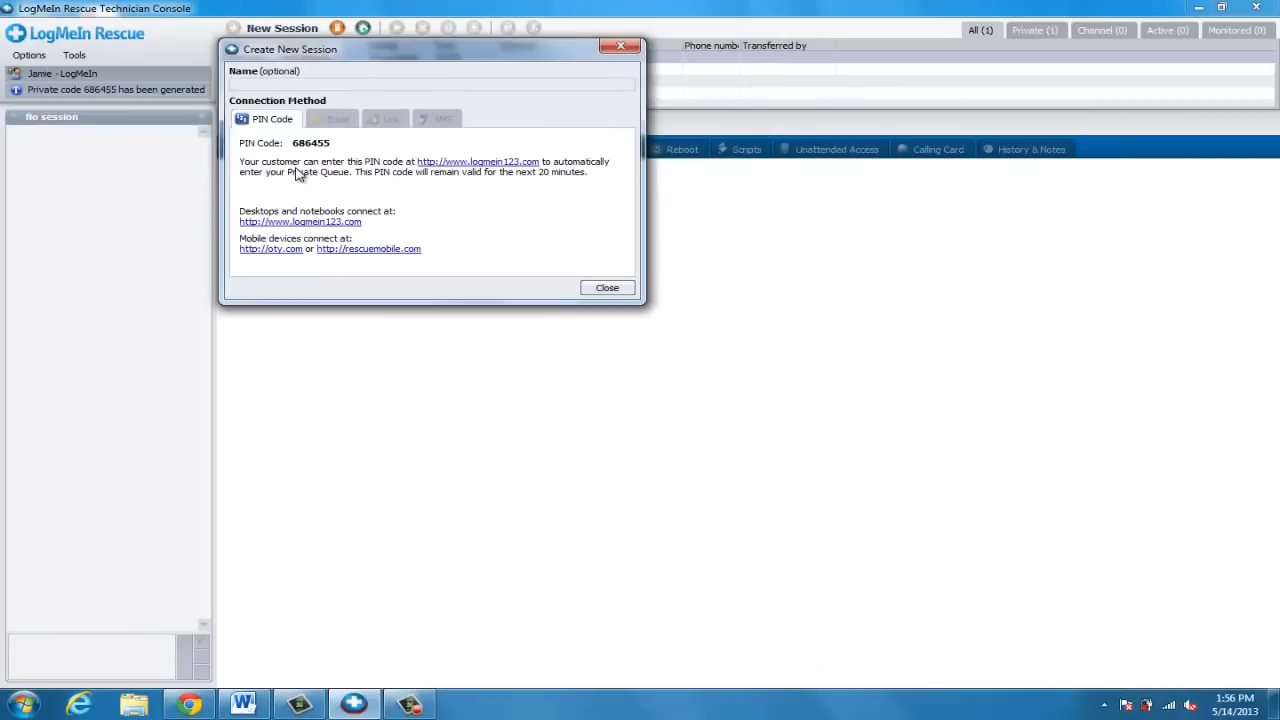 LogMeIn Rescue Technician Console
LogMeIn Rescue
Options Tools
Jamie - LogMeIn
Private code 686455 has been generated
No session
New Session
All (1) Private (1) Channel (0) Active (0) Monitored (0)
Phone numb Transferred by
Create New Session
Name (optional)
Connection Method
PIN Code Email Link SMS
PIN Code: 686455
Your customer can enter this PIN code at http://www.logmein123.com to automatically
enter your Private Queue. This PIN code will remain valid for the next 20 minutes.
Desktops and notebooks connect at:
http://www.logmein123.com
Mobile devices connect at:
http://oty.com or http://rescuemobile.com
Close
Reboot Scripts Unattended Access Calling Card History & Notes
1:56 PM
5/14/2013